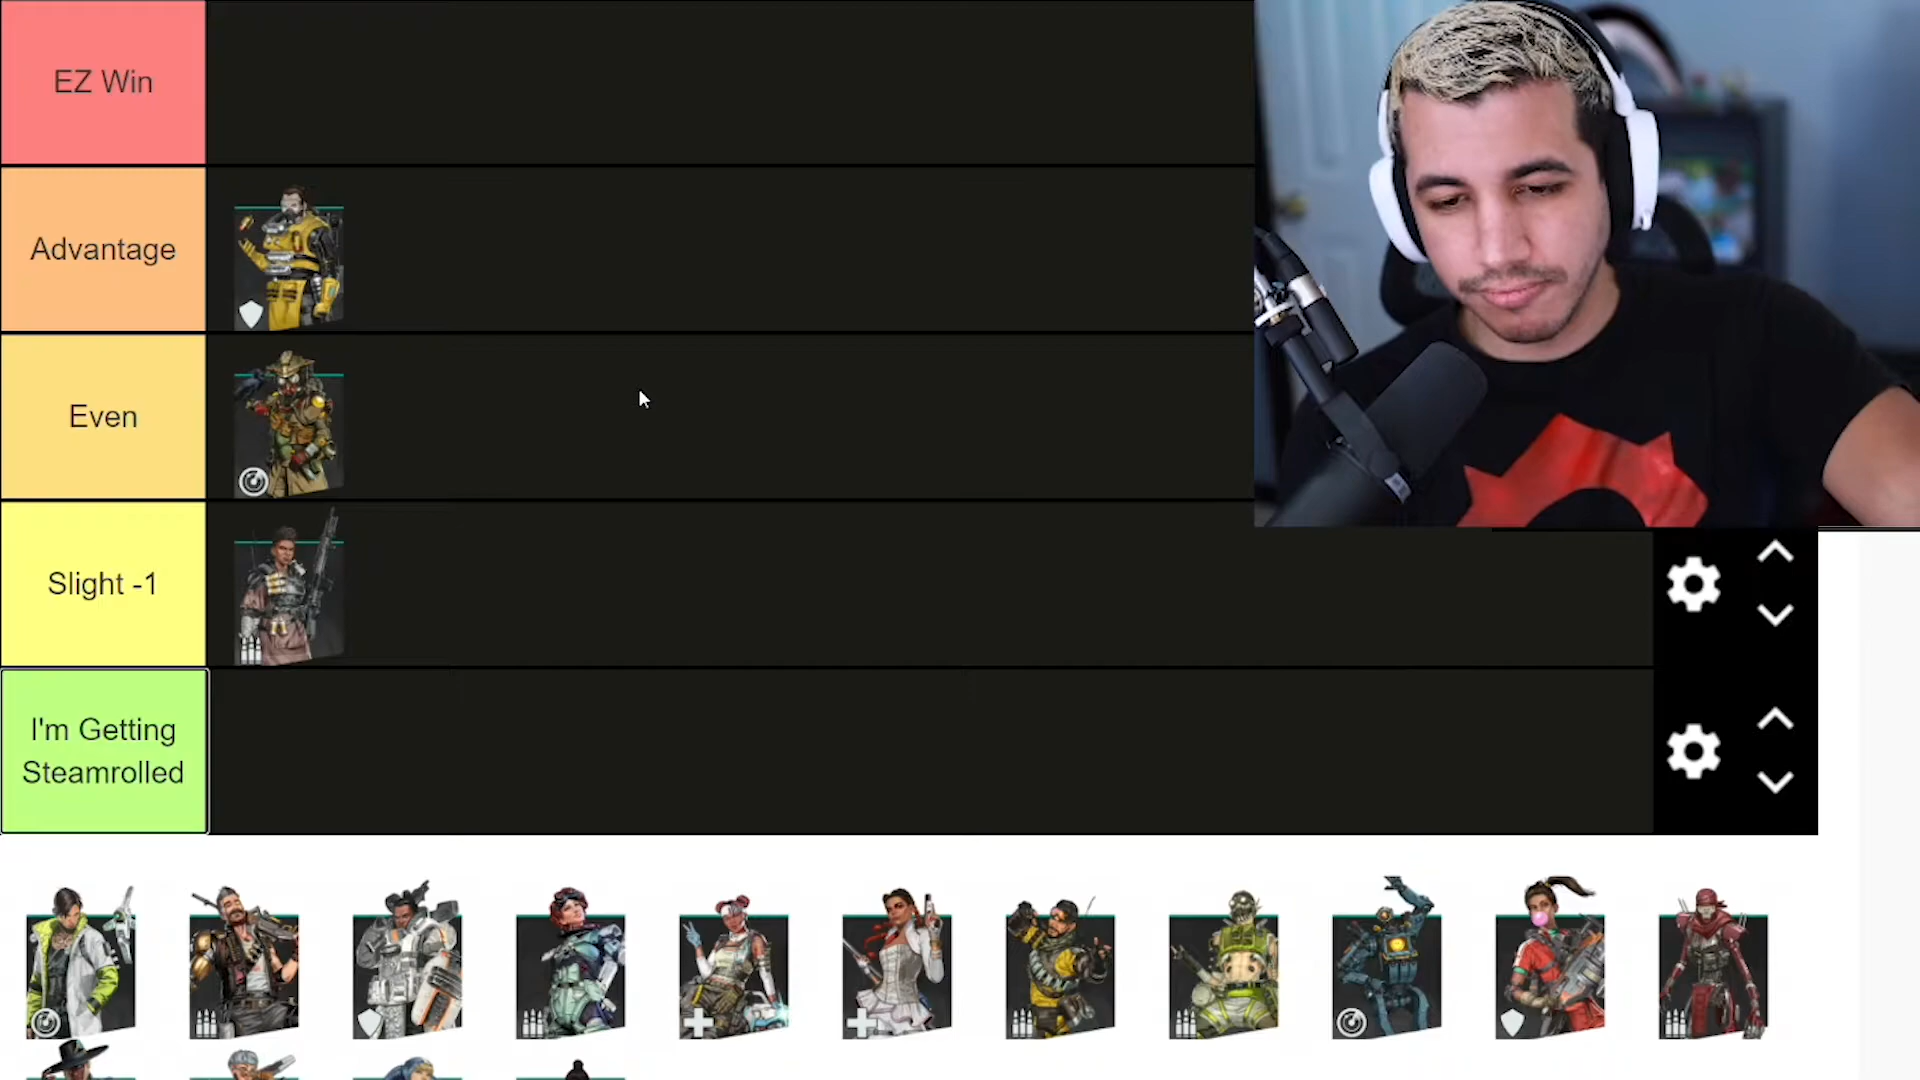 EZ Win
Advantage
Even
Slight -1
I'm Getting
Steamrolled